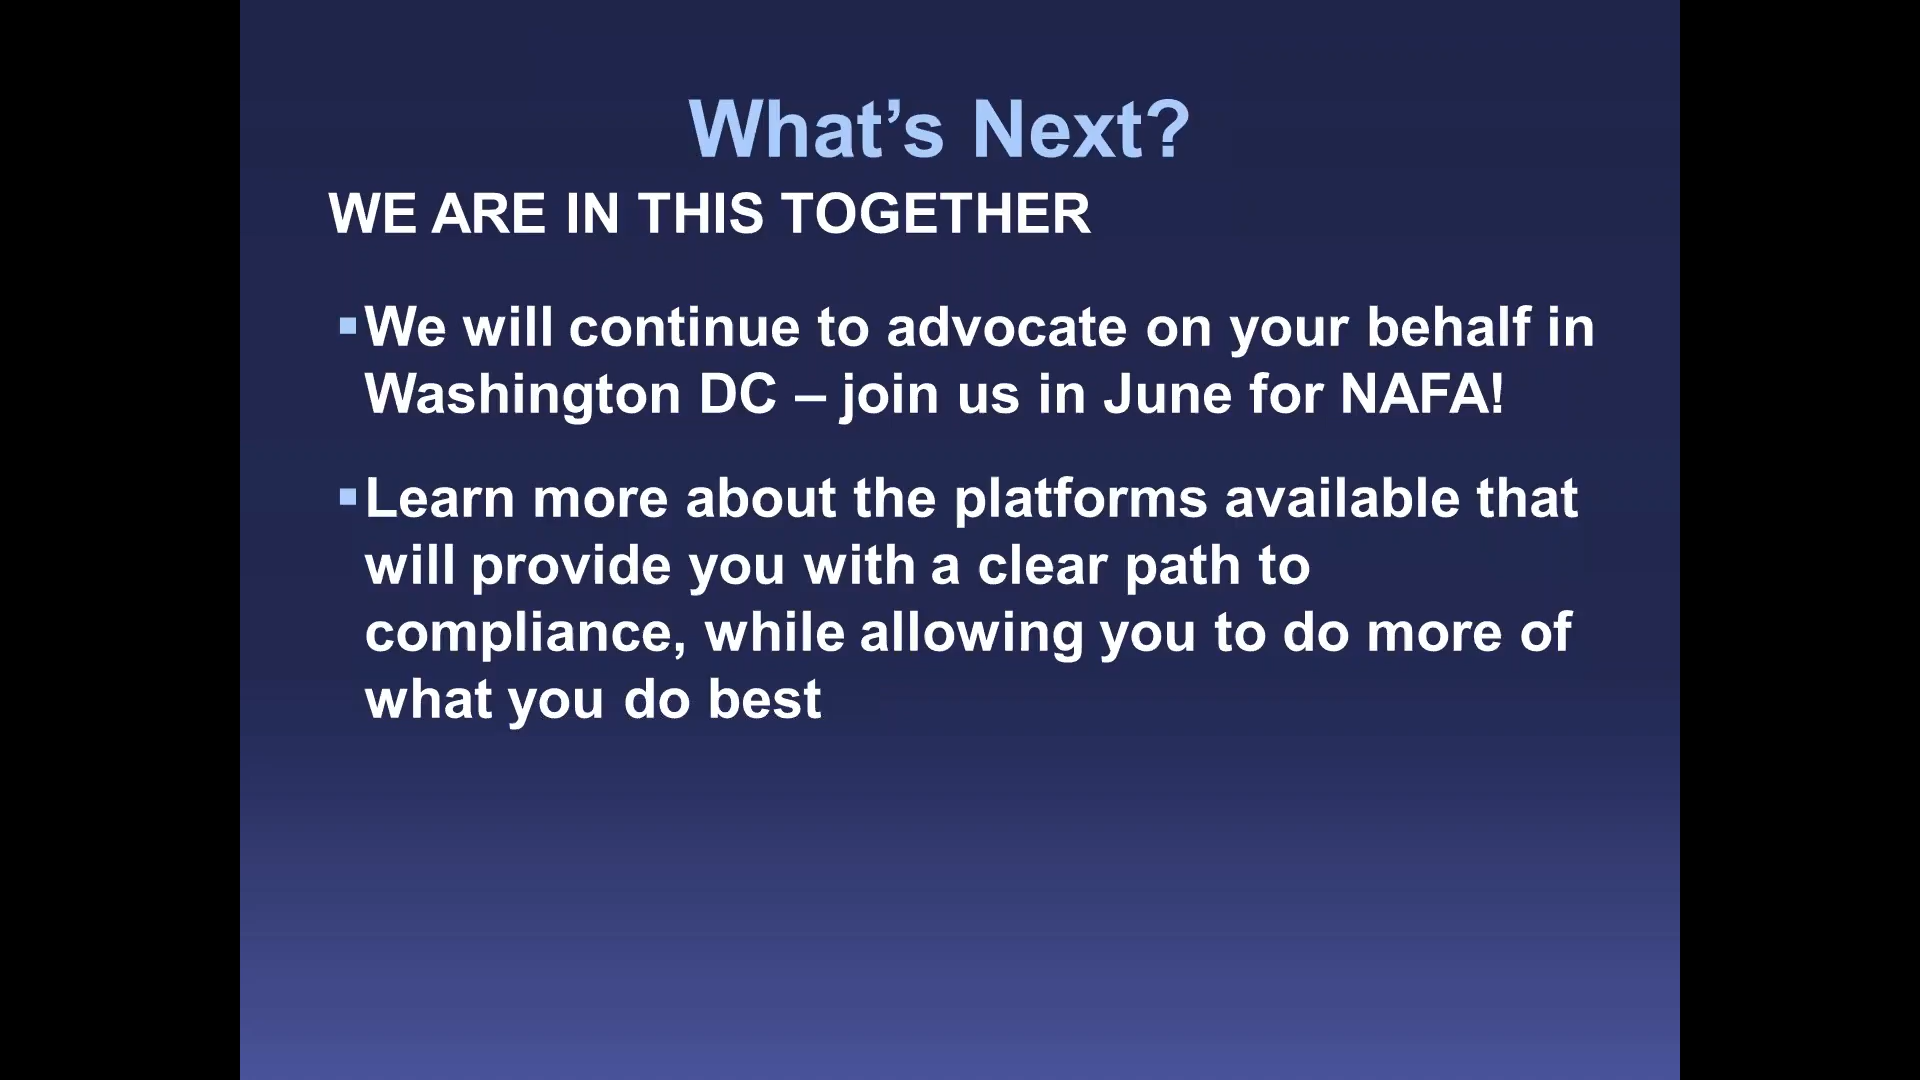 What’s Next?
WE ARE IN THIS TOGETHER
▪We will continue to advocate on your behalf in
Washington DC – join us in June for NAFA!
▪Learn more about the platforms available that
will provide you with a clear path to
compliance, while allowing you to do more of
what you do best